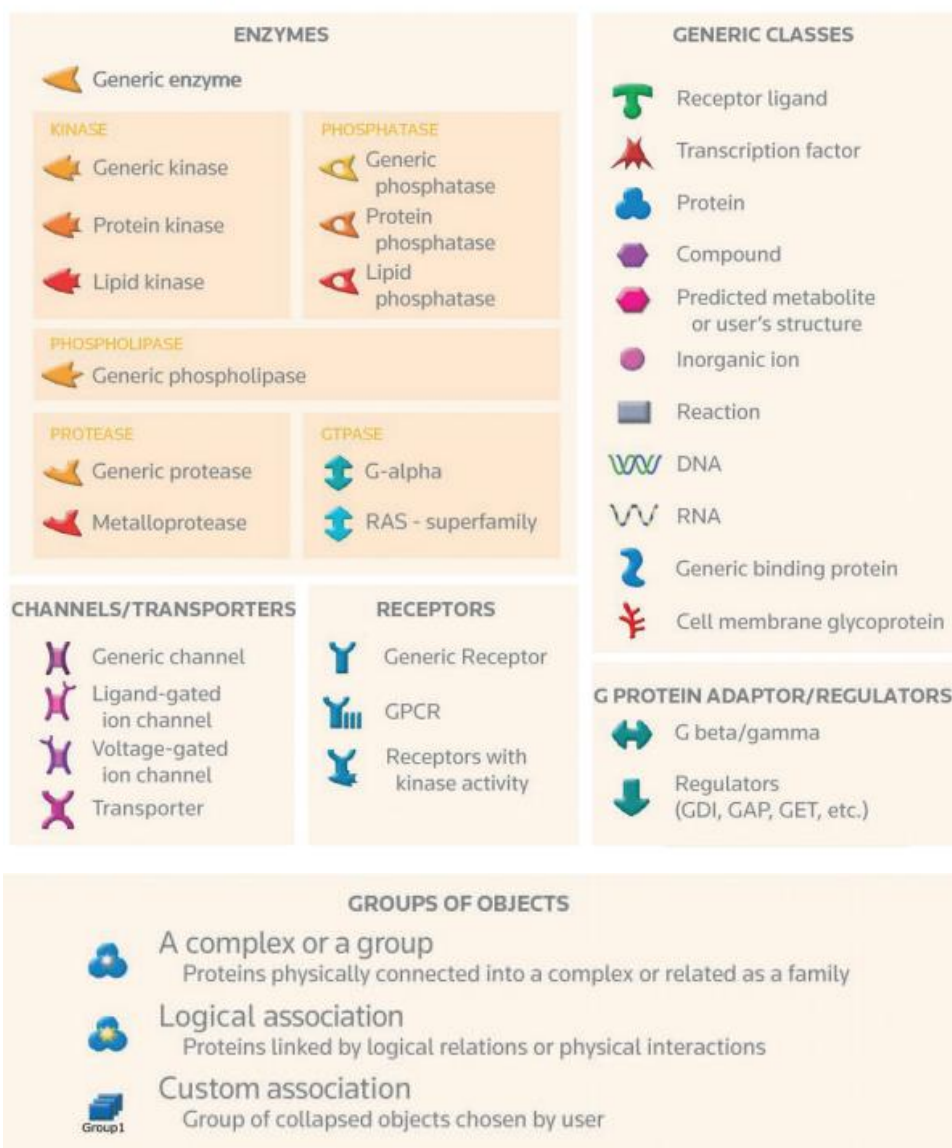 ENZYMES
Generic enzyme
KINASE
Generic kinase
Protein kinase
Lipid kinase
PHOSPHATASE
Generic
phosphatase
Protein
phosphatase
Lipid
phosphatase
PHOSPHOLIPASE
Generic phospholipase
PROTEASE
Generic protease
Metalloprotease
GTPASE
G-alpha
RAS - superfamily
GENERIC CLASSES
Receptor ligand
Transcription factor
Protein
Compound
Predicted metabolite
or user's structure
Inorganic ion
Reaction
DNA
RNA
Generic binding protein
Cell membrane glycoprotein
CHANNELS/TRANSPORTERS
Generic channel
Ligand-gated
ion channel
Voltage-gated
ion channel
Transporter
RECEPTORS
Generic Receptor
GPCR
Receptors with
kinase activity
G PROTEIN ADAPTOR/REGULATORS
G beta/gamma
Regulators
(GDI, GAP, GET, etc.)
GROUPS OF OBJECTS
A complex or a group
Proteins physically connected into a complex or related as a family
Logical association
Proteins linked by logical relations or physical interactions
Custom association
Group of collapsed objects chosen by user
Group1